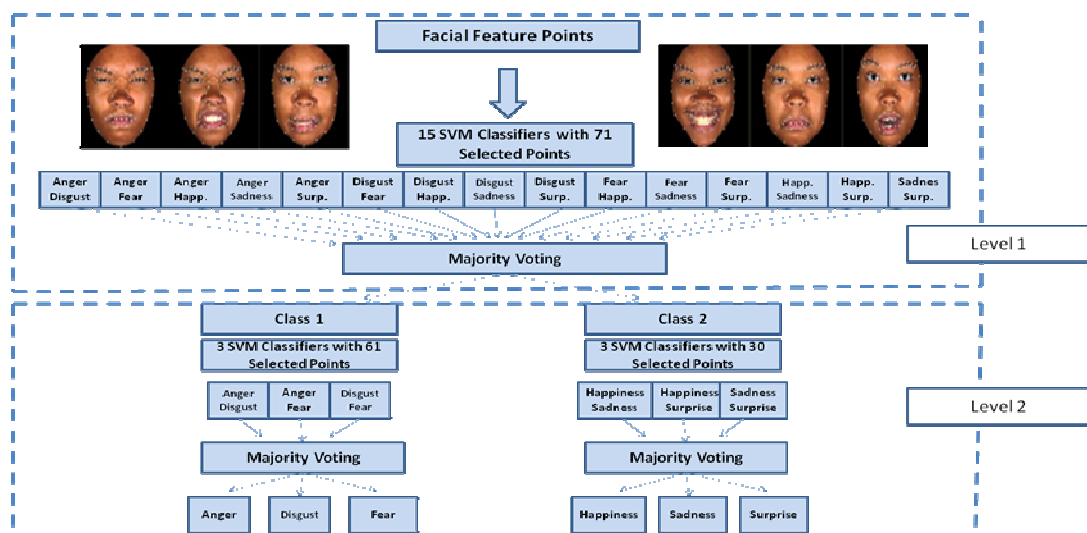 Facial Feature Points
15 SVM Classifiers with 71
Selected Points
Anger Anger Anger Anger Anger Disgust Disgust Disgust Disgust Fear Fear Fear Happ. Happ. Sadnes
Disgust Fear Happ. Sadness Surp. Fear Happ. Sadness Surp. Happ. Sadness Surp. Sadness Surp. Surp.
Majority Voting
Level 1
Class 1
Class 2
3 SVM Classifiers with 61
Selected Points
3 SVM Classifiers with 30
Selected Points
Anger Anger Disgust
Disgust Fear Fear
Happiness Happiness Sadness
Sadness Surprise Surprise
Level 2
Majority Voting
Majority Voting
Anger
Disgust
Fear
Happiness
Sadness
Surprise